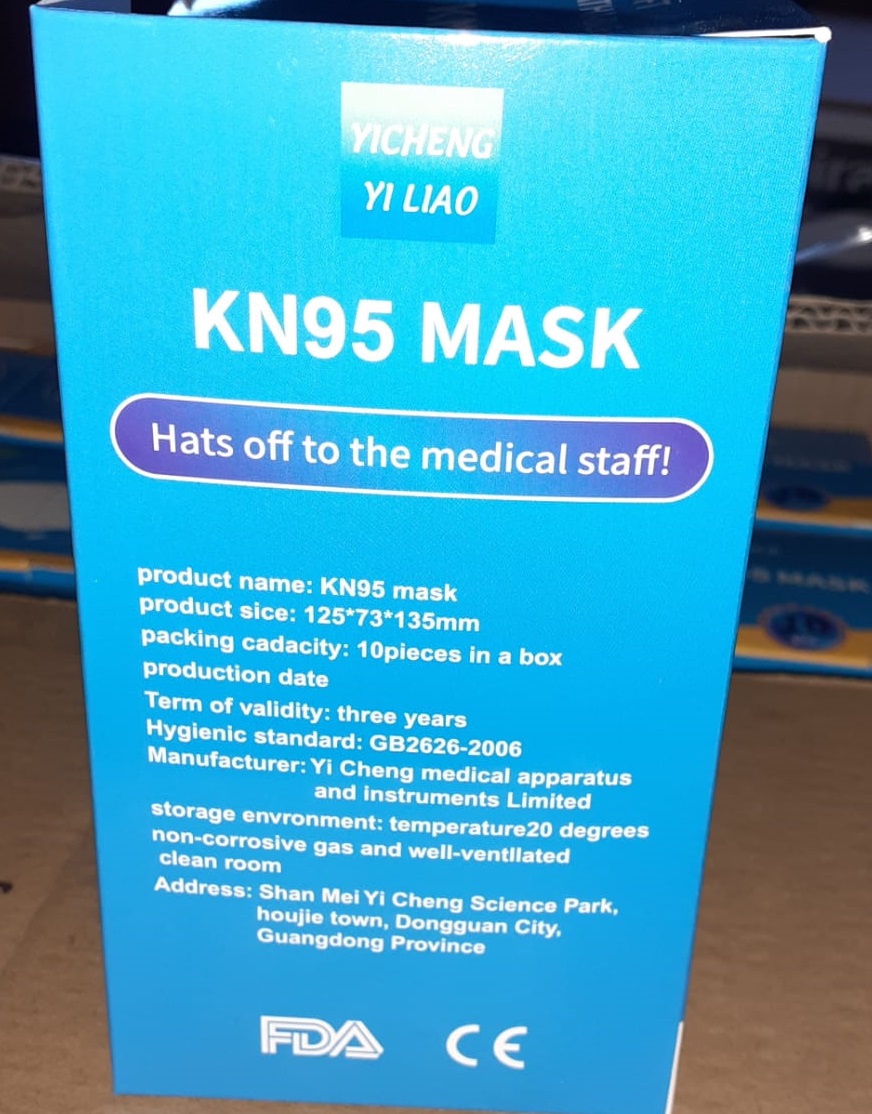 YICHENG
YI LIAO
KN95 MASK
Hats off to the medical staff!
product name: KN95 mask
product sice: 125*73*135mm
packing cadacity: 10pieces in a box
production date
Term of validity: three years
Hygienic standard: GB2626-2006
Manufacturer: Yi Cheng medical apparatus
and instruments Limited
storage envronment: temperature20 degrees
non-corrosive gas and well-ventllated
clean room
Address: Shan Mei Yi Cheng Science Park,
houjie town, Dongguan City,
Guangdong Province
FDA CE
MASK